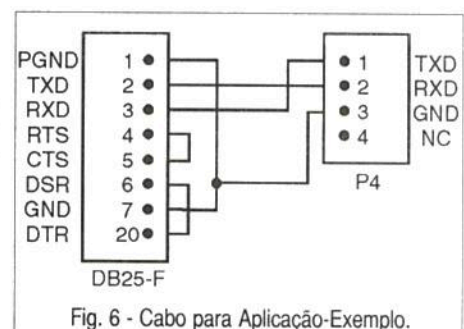 PGND 1 1 TXD
TXD 2 2 RXD
RXD 3 3 GND
RTS 4 4 NC
CTS 5 P4
DSR 6
GND 7
DTR 20
DB25-F
Fig. 6 - Cabo para Aplicação-Exemplo.